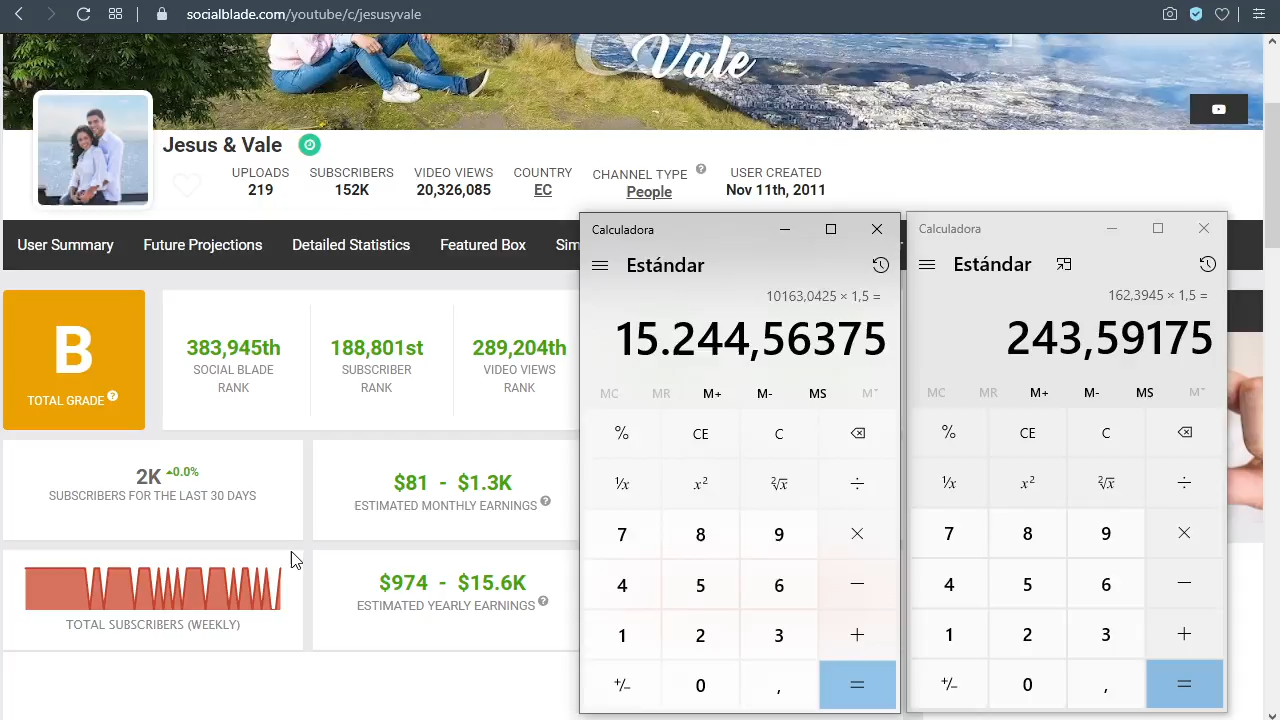 socialblade.com/youtube/c/jesusyvale
Vale
Jesus & Vale
UPLOADS
219
SUBSCRIBERS
152K
VIDEO VIEWS
20,326,085
COUNTRY
EC
CHANNEL TYPE ?
People
USER CREATED
Nov 11th, 2011
User Summary
Future Projections
Detailed Statistics
Featured Box
B
TOTAL GRADE ?
383,945th
SOCIAL BLADE
RANK
188,801st
SUBSCRIBER
RANK
289,204th
VIDEO VIEWS
RANK
2K ▲0.0%
SUBSCRIBERS FOR THE LAST 30 DAYS
$81 - $1.3K
ESTIMATED MONTHLY EARNINGS ?
TOTAL SUBSCRIBERS (WEEKLY)
$974 - $15.6K
ESTIMATED YEARLY EARNINGS ?
Calculadora
Estándar
10163,0425 × 1,5 =
15.244,56375
MC MR M+ M- MS M˅
% CE C
¹/x x² ²√x ÷
7 8 9 ×
4 5 6 −
1 2 3 +
+/- 0 , =
Calculadora
Estándar
162,3945 × 1,5 =
243,59175
MC MR M+ M- MS M˅
% CE C
¹/x x² ²√x ÷
7 8 9 ×
4 5 6 −
1 2 3 +
+/- 0 , =